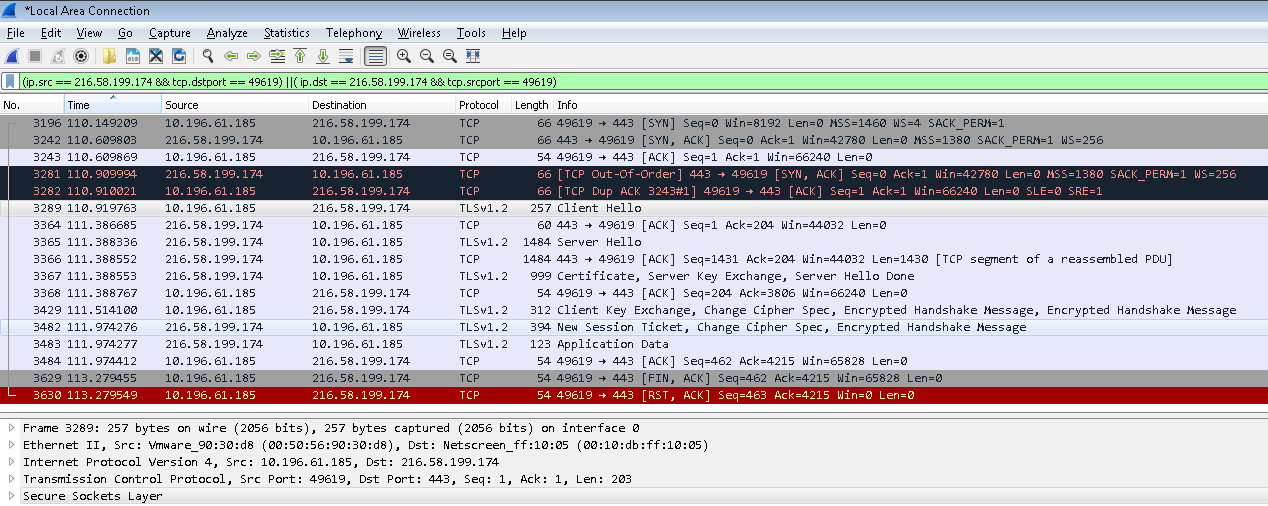 *Local Area Connection
File Edit View Go Capture Analyze Statistics Telephony Wireless Tools Help
(ip.src == 216.58.199.174 && tcp.dstport == 49619) ||( ip.dst == 216.58.199.174 && tcp.srcport == 49619)
No. Time Source Destination Protocol Length Info
3196 110.149209 10.196.61.185 216.58.199.174 TCP 66 49619 → 443 [SYN] Seq=0 Win=8192 Len=0 MSS=1460 WS=4 SACK_PERM=1
3242 110.609803 216.58.199.174 10.196.61.185 TCP 66 443 → 49619 [SYN, ACK] Seq=0 Ack=1 Win=42780 Len=0 MSS=1380 SACK_PERM=1 WS=256
3243 110.609869 10.196.61.185 216.58.199.174 TCP 54 49619 → 443 [ACK] Seq=1 Ack=1 Win=66240 Len=0
3281 110.909994 216.58.199.174 10.196.61.185 TCP 66 [TCP Out-Of-Order] 443 → 49619 [SYN, ACK] Seq=0 Ack=1 Win=42780 Len=0 MSS=1380 SACK_PERM=1 WS=256
3282 110.910021 10.196.61.185 216.58.199.174 TCP 66 [TCP Dup ACK 3243#1] 49619 → 443 [ACK] Seq=1 Ack=1 Win=66240 Len=0 SLE=0 SRE=1
3289 110.919763 10.196.61.185 216.58.199.174 TLSv1.2 257 Client Hello
3364 111.386685 216.58.199.174 10.196.61.185 TCP 60 443 → 49619 [ACK] Seq=1 Ack=204 Win=44032 Len=0
3365 111.388336 216.58.199.174 10.196.61.185 TLSv1.2 1484 Server Hello
3366 111.388552 216.58.199.174 10.196.61.185 TCP 1484 443 → 49619 [ACK] Seq=1431 Ack=204 Win=44032 Len=1430 [TCP segment of a reassembled PDU]
3367 111.388553 216.58.199.174 10.196.61.185 TLSv1.2 999 Certificate, Server Key Exchange, Server Hello Done
3368 111.388767 10.196.61.185 216.58.199.174 TCP 54 49619 → 443 [ACK] Seq=204 Ack=3806 Win=66240 Len=0
3429 111.514100 10.196.61.185 216.58.199.174 TLSv1.2 312 Client Key Exchange, Change Cipher Spec, Encrypted Handshake Message, Encrypted Handshake Message
3482 111.974276 216.58.199.174 10.196.61.185 TLSv1.2 394 New Session Ticket, Change Cipher Spec, Encrypted Handshake Message
3483 111.974277 216.58.199.174 10.196.61.185 TLSv1.2 123 Application Data
3484 111.974412 10.196.61.185 216.58.199.174 TCP 54 49619 → 443 [ACK] Seq=462 Ack=4215 Win=65828 Len=0
3629 113.279455 10.196.61.185 216.58.199.174 TCP 54 49619 → 443 [FIN, ACK] Seq=462 Ack=4215 Win=65828 Len=0
3630 113.279549 10.196.61.185 216.58.199.174 TCP 54 49619 → 443 [RST, ACK] Seq=463 Ack=4215 Win=0 Len=0
Frame 3289: 257 bytes on wire (2056 bits), 257 bytes captured (2056 bits) on interface 0
Ethernet II, Src: Vmware_90:30:d8 (00:50:56:90:30:d8), Dst: Netscreen_ff:10:05 (00:10:db:ff:10:05)
Internet Protocol Version 4, Src: 10.196.61.185, Dst: 216.58.199.174
Transmission Control Protocol, Src Port: 49619, Dst Port: 443, Seq: 1, Ack: 1, Len: 203
Secure Sockets Layer